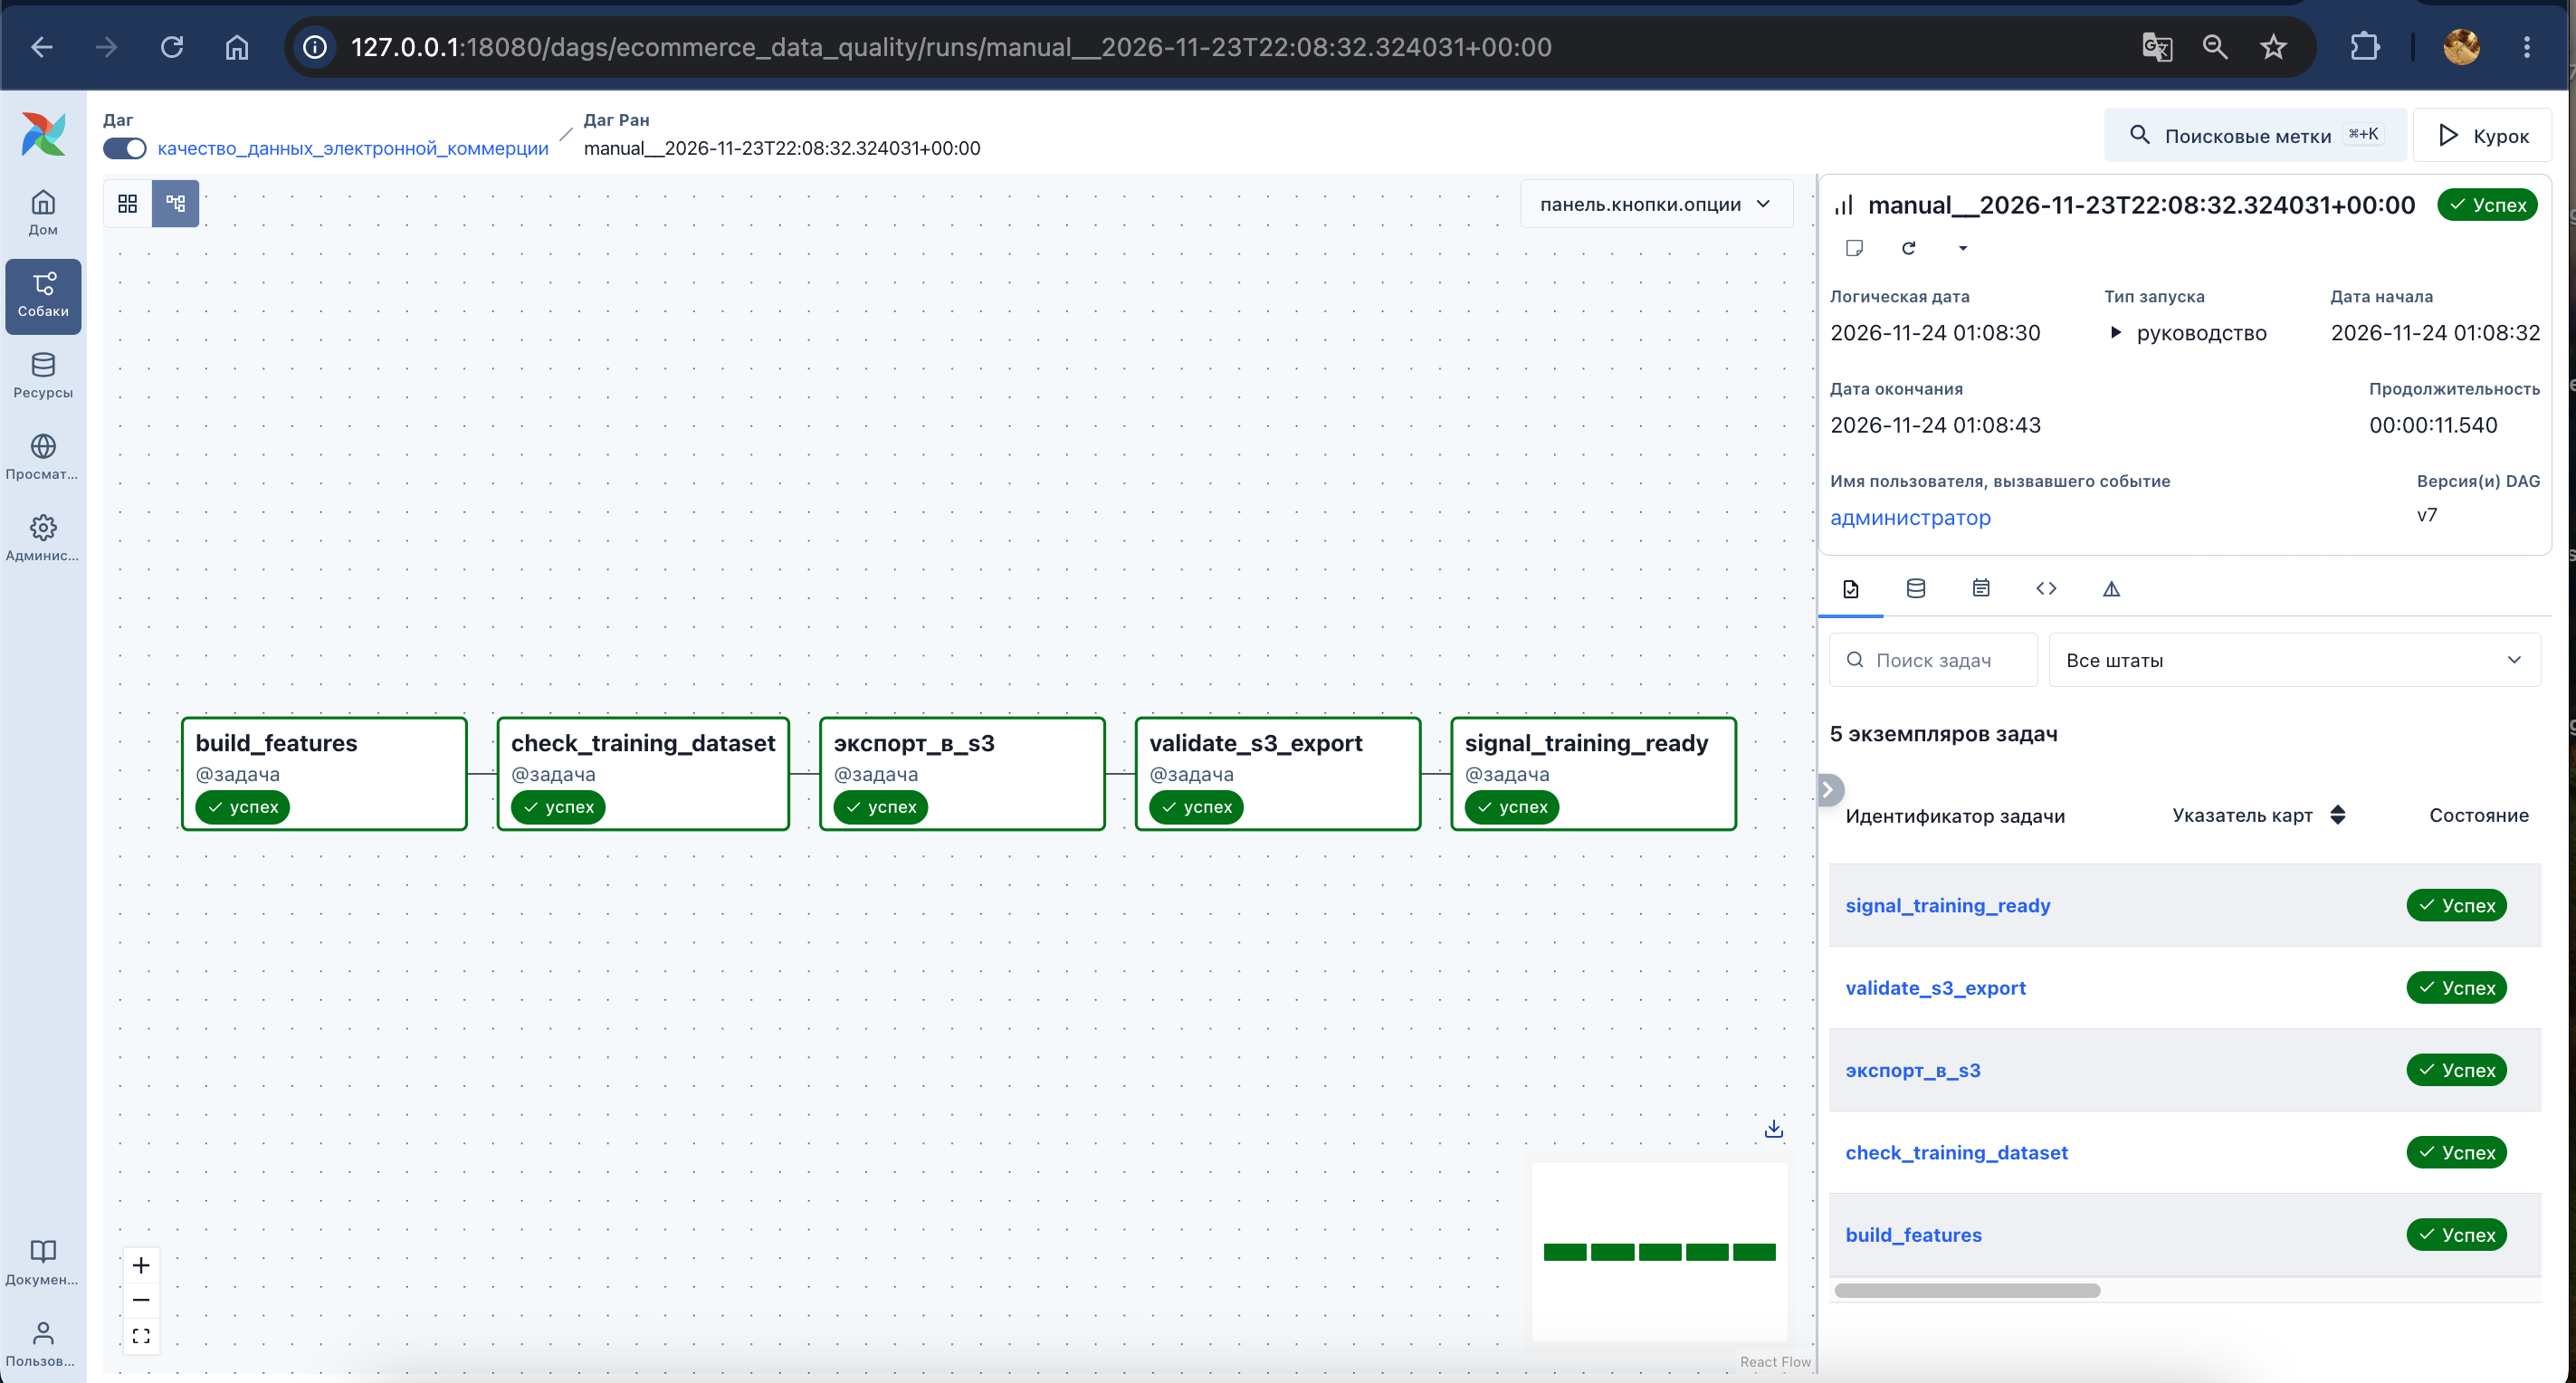 127.0.0.1:18080/dags/ecommerce_data_quality/runs/manual__2026-11-23T22:08:32.324031+00:00
Даг
качество_данных_электронной_коммерции
Даг Ран
manual__2026-11-23T22:08:32.324031+00:00
Поисковые метки
⌘+K
Курок
Дом
Собаки
Ресурсы
Просмат...
Админис...
Докумен...
Пользов...
панель.кнопки.опции
build_features
@задача
успех
check_training_dataset
@задача
успех
экспорт_в_s3
@задача
успех
validate_s3_export
@задача
успех
signal_training_ready
@задача
успех
React Flow
manual__2026-11-23T22:08:32.324031+00:00
Успех
Логическая дата
Тип запуска
Дата начала
2026-11-24 01:08:30
руководство
2026-11-24 01:08:32
Дата окончания
Продолжительность
2026-11-24 01:08:43
00:00:11.540
Имя пользователя, вызвавшего событие
Версия(и) DAG
администратор
v7
Поиск задач
Все штаты
5 экземпляров задач
Идентификатор задачи
Указатель карт
Состояние
signal_training_ready
Успех
validate_s3_export
Успех
экспорт_в_s3
Успех
check_training_dataset
Успех
build_features
Успех